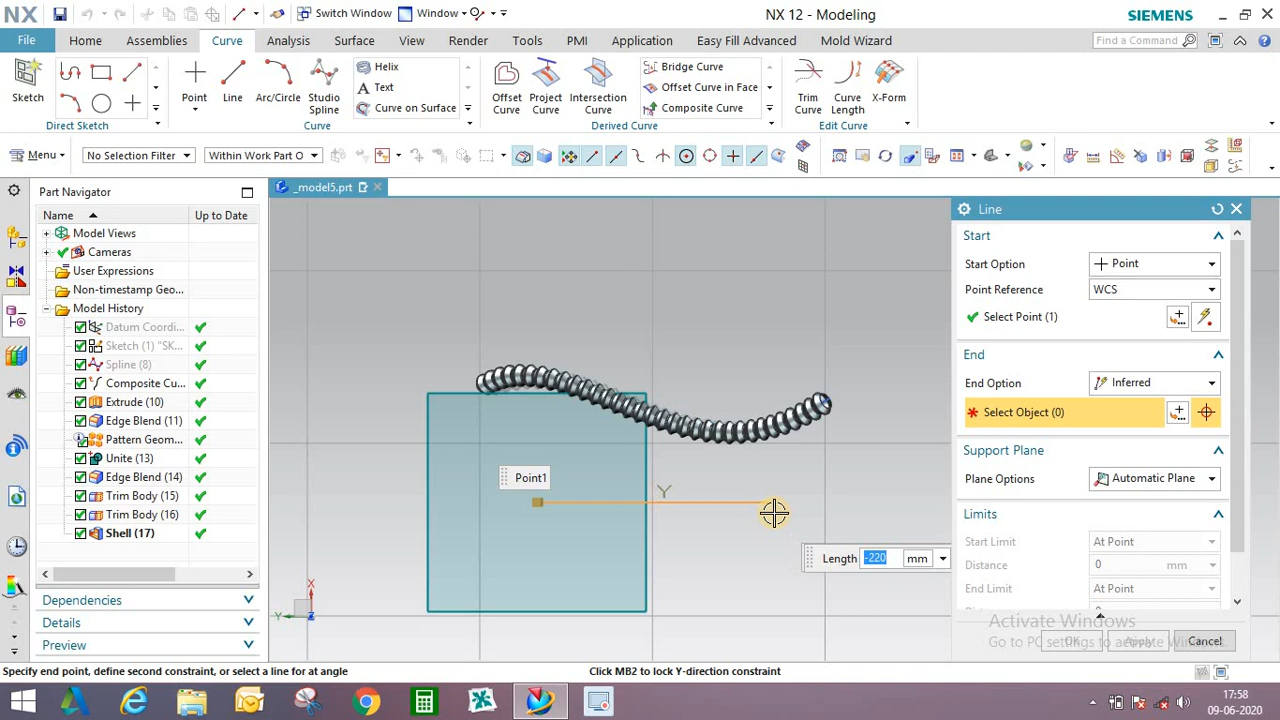 NX
Switch Window
Window
NX 12 - Modeling
SIEMENS
File
Home
Assemblies
Curve
Analysis
Surface
View
Render
Tools
PMI
Application
Easy Fill Advanced
Mold Wizard
Find a Command
Sketch
Direct Sketch
Point
Line
Arc/Circle
Studio
Spline
Helix
Text
Curve on Surface
Curve
Offset
Curve
Project
Curve
Intersection
Curve
Bridge Curve
Offset Curve in Face
Composite Curve
Derived Curve
Trim
Curve
Curve
Length
X-Form
Edit Curve
Menu
No Selection Filter
Within Work Part O
Part Navigator
Name
Up to Date
Model Views
Cameras
User Expressions
Non-timestamp Geo...
Model History
Datum Coordi...
Sketch (1) "SK...
Spline (8)
Composite Cu...
Extrude (10)
Edge Blend (11)
Pattern Geom...
Unite (13)
Edge Blend (14)
Trim Body (15)
Trim Body (16)
Shell (17)
Dependencies
Details
Preview
_model5.prt
Point1
Y
Length -220 mm
X
Y
Z
Line
Start
Start Option
Point
Point Reference
WCS
Select Point (1)
End
End Option
Inferred
* Select Object (0)
Support Plane
Plane Options
Automatic Plane
Limits
Start Limit
At Point
Distance
0 mm
End Limit
At Point
OK
Apply
Cancel
Activate Windows
Go to PC settings to activate Windows.
Specify end point, define second constraint, or select a line for at angle
Click MB2 to lock Y-direction constraint
17:58
09-06-2020